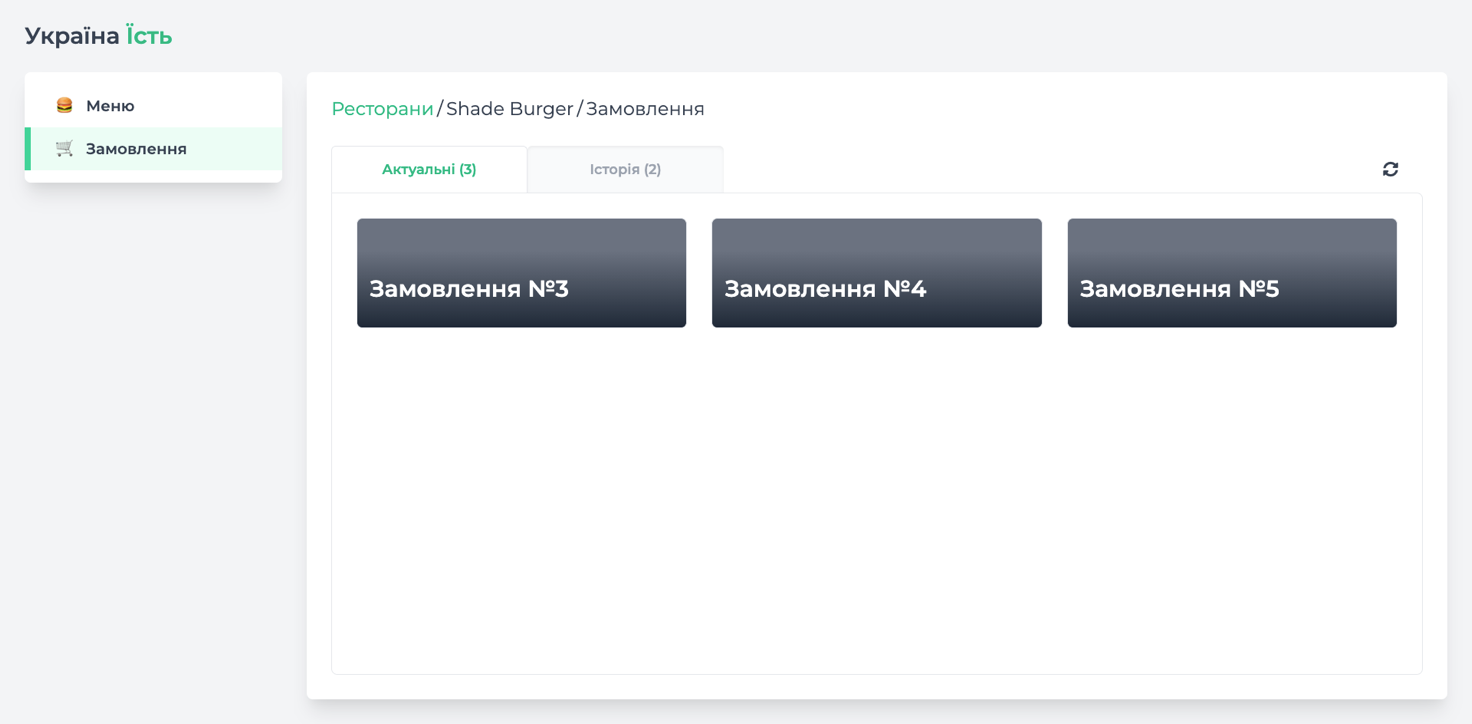 Україна Їсть
Меню
Замовлення
Ресторани / Shade Burger / Замовлення
Актуальні (3)
Історія (2)
Замовлення №3
Замовлення №4
Замовлення №5